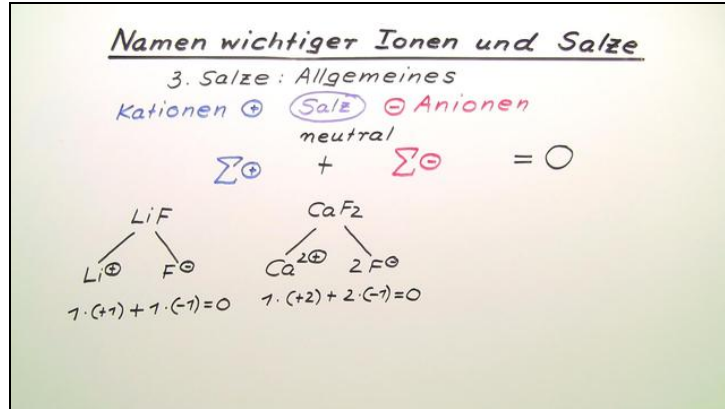 Namen wichtiger Ionen und Salze
3. Salze : Allgemeines
Kationen ⊕ Salz ⊖ Anionen
neutral
∑⊕ + ∑⊖ = 0
LiF CaF₂
Li⊕ F⊖ Ca²⊕ 2F⊖
1·(+1) + 1·(-1) = 0 1·(+2) + 2·(-1) = 0